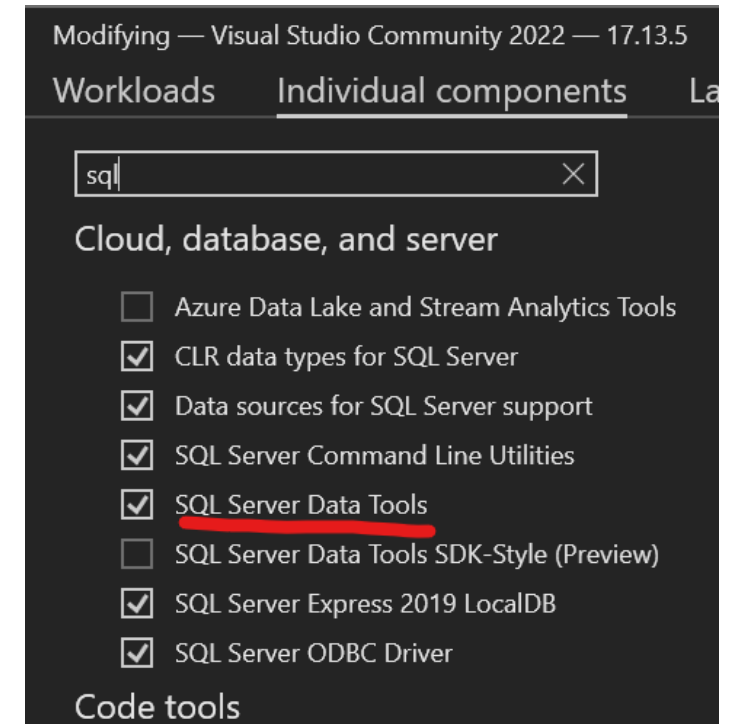 Modifying — Visual Studio Community 2022 — 17.13.5
Workloads Individual components La
sql
Cloud, database, and server
Azure Data Lake and Stream Analytics Tools
CLR data types for SQL Server
Data sources for SQL Server support
SQL Server Command Line Utilities
SQL Server Data Tools
SQL Server Data Tools SDK-Style (Preview)
SQL Server Express 2019 LocalDB
SQL Server ODBC Driver
Code tools